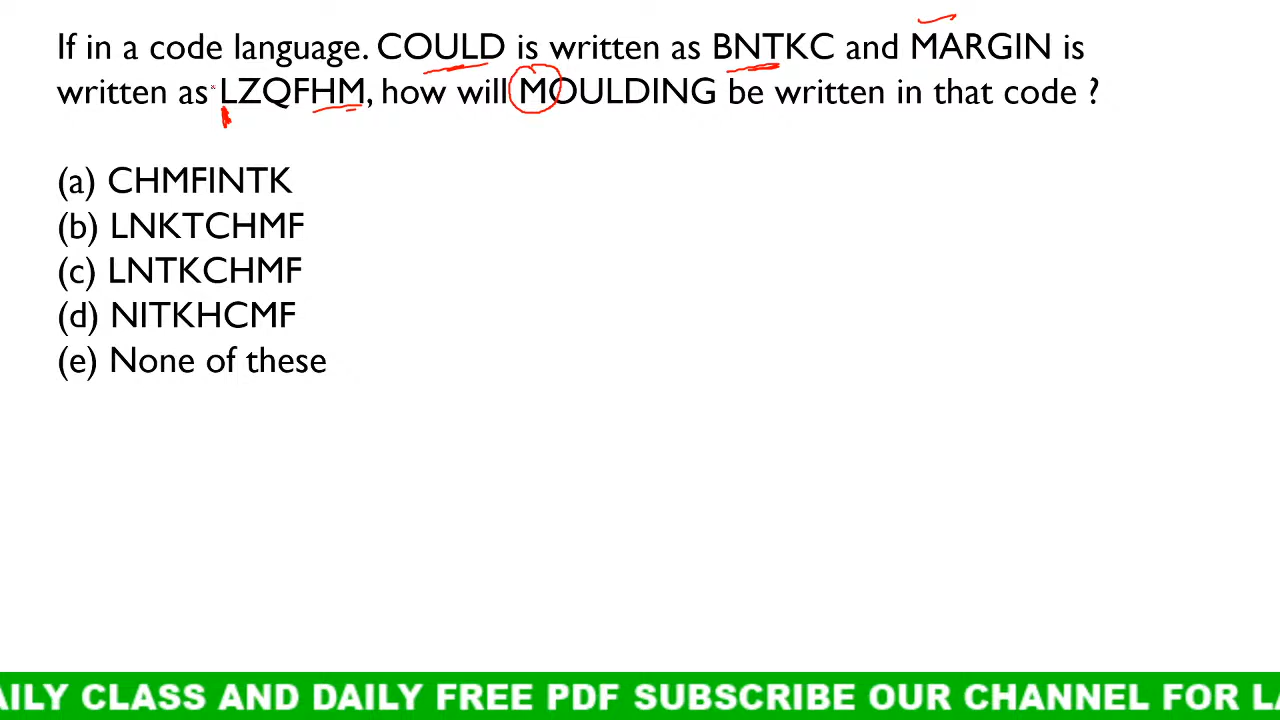 If in a code language. COULD is written as BNTKC and MARGIN is
written as LZQFHM, how will MOULDING be written in that code ?
(a) CHMFINTK
(b) LNKTCHMF
(c) LNTKCHMF
(d) NITKHCMF
(e) None of these
AILY CLASS AND DAILY FREE PDF SUBSCRIBE OUR CHANNEL FOR LA